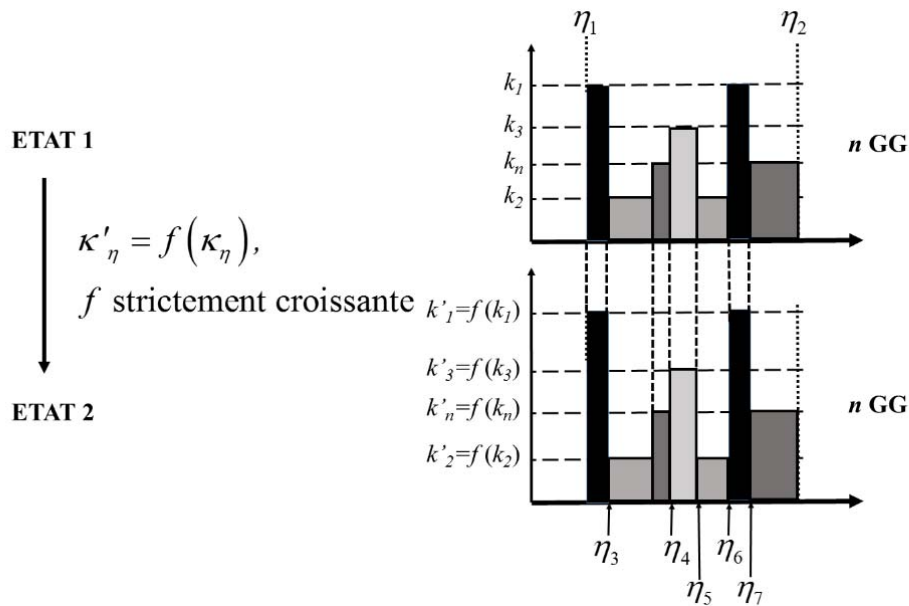 η₁ η₂
k₁
k₃
kₙ
k₂
n GG
ETAT 1
κ'η = f(κη),
f strictement croissante
ETAT 2
k'₁=f(k₁)
k'₃=f(k₃)
k'ₙ=f(kₙ)
k'₂=f(k₂)
n GG
η₃ η₄ η₅ η₆ η₇